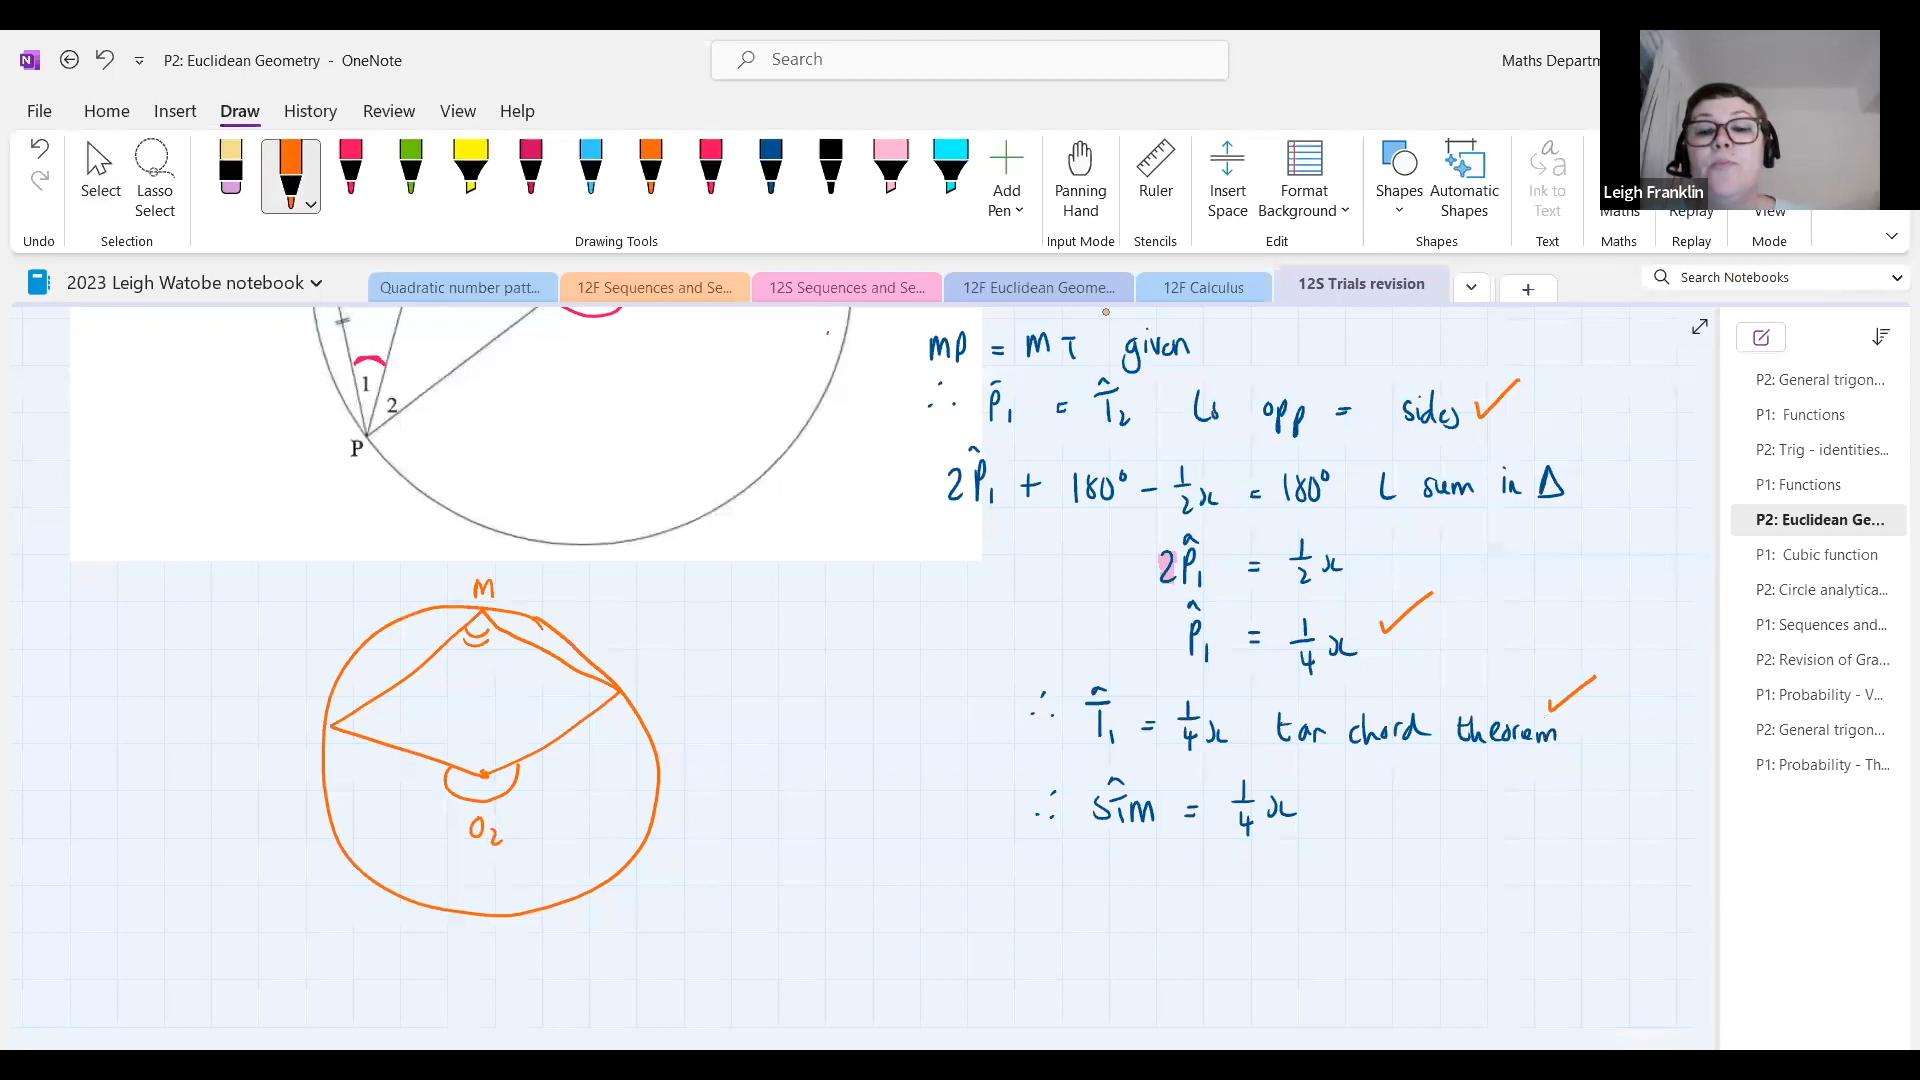 P2: Euclidean Geometry - OneNote
Search
Maths Departm
Leigh Franklin
File Home Insert Draw History Review View Help
Undo
Select
Lasso Select
Selection
Drawing Tools
Add Pen
Panning Hand
Input Mode
Ruler
Stencils
Insert Space
Format Background
Edit
Shapes
Automatic Shapes
Shapes
Ink to Text
Text
Maths
Maths
Replay
Replay
View
Mode
2023 Leigh Watobe notebook
Quadratic number patt...
12F Sequences and Se...
12S Sequences and Se...
12F Euclidean Geome...
12F Calculus
12S Trials revision
+
Search Notebooks
P2: General trigon...
P1: Functions
P2: Trig - identities...
P1: Functions
P2: Euclidean Ge...
P1: Cubic function
P2: Circle analytica...
P1: Sequences and...
P2: Revision of Gra...
P1: Probability - V...
P2: General trigon...
P1: Probability - Th...
1
2
P
MP = MT given
∴ P̂₁ = T̂₂ ∠s opp = sides ✓
2P̂₁ + 180° - ½x = 180° ∠ sum in Δ
2P̂₁ = ½x
P̂₁ = ¼x ✓
∴ T̂₁ = ¼x tan chord theorem ✓
∴ ST̂M = ¼x
M
O₂